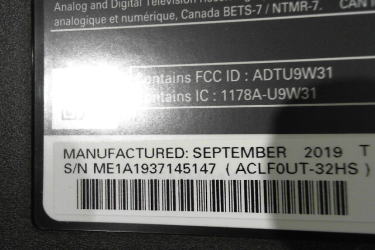 Analog and Digital Television
analogique et numérique, Canada BETS-7 / NTMR-7. CAN
Contains FCC ID : ADTU9W31
Contains IC : 1178A-U9W31
MANUFACTURED: SEPTEMBER 2019 T
S/N ME1A1937145147 ( ACLF0UT-32HS )